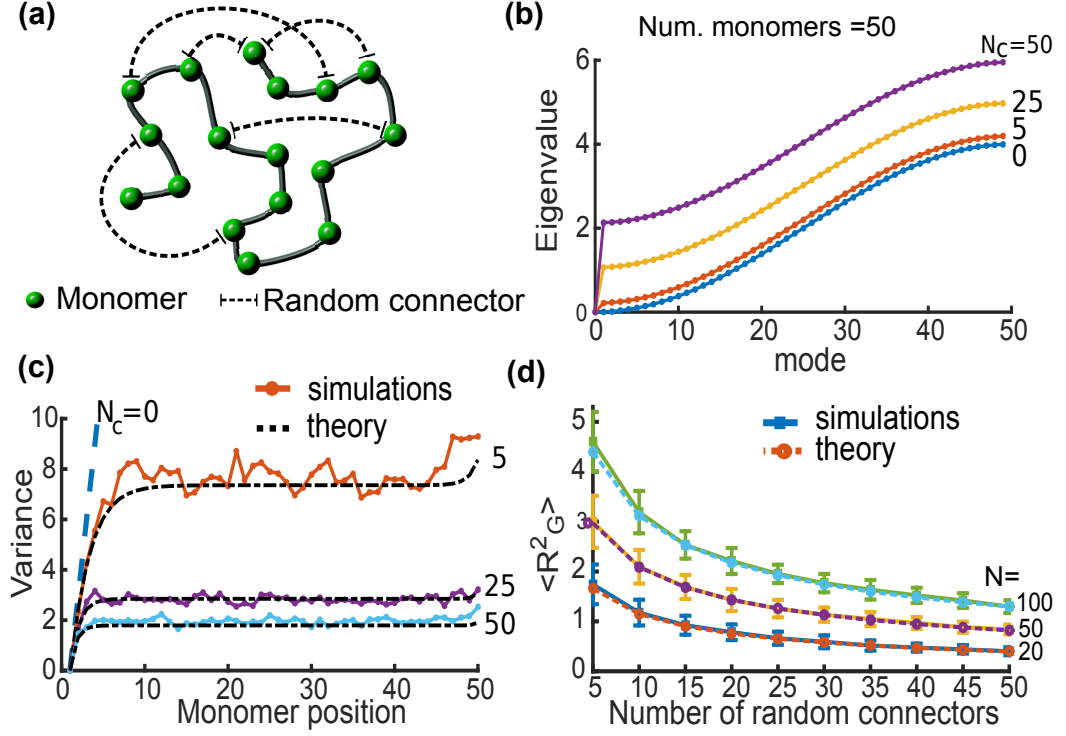 (a)
Monomer
Random connector
(b)
Num. monomers =50
Eigenvalue
6
4
2
0
N_C=50
25
5
0
0 10 20 30 40 50
mode
(c)
simulations
theory
N_c=0
Variance
10
8
6
4
2
0
5
25
50
0 10 20 30 40 50
Monomer position
(d)
simulations
theory
<R²_G>
5
4
3
2
1
0
N=
100
50
20
5 10 15 20 25 30 35 40 45 50
Number of random connectors